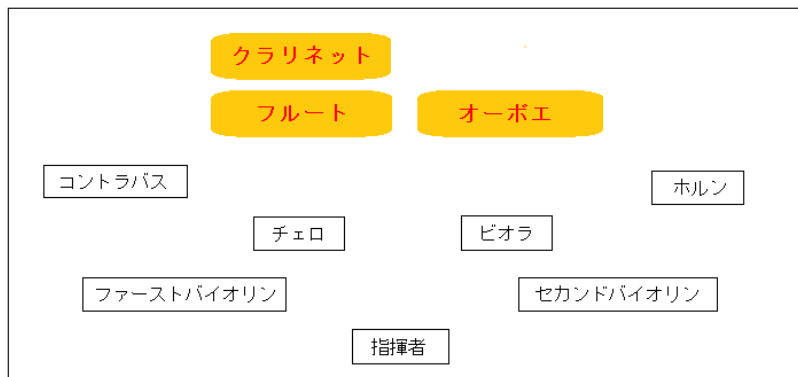 クラリネット
フルート
オーボエ
コントラバス
ホルン
チェロ
ビオラ
ファーストバイオリン
セカンドバイオリン
指揮者